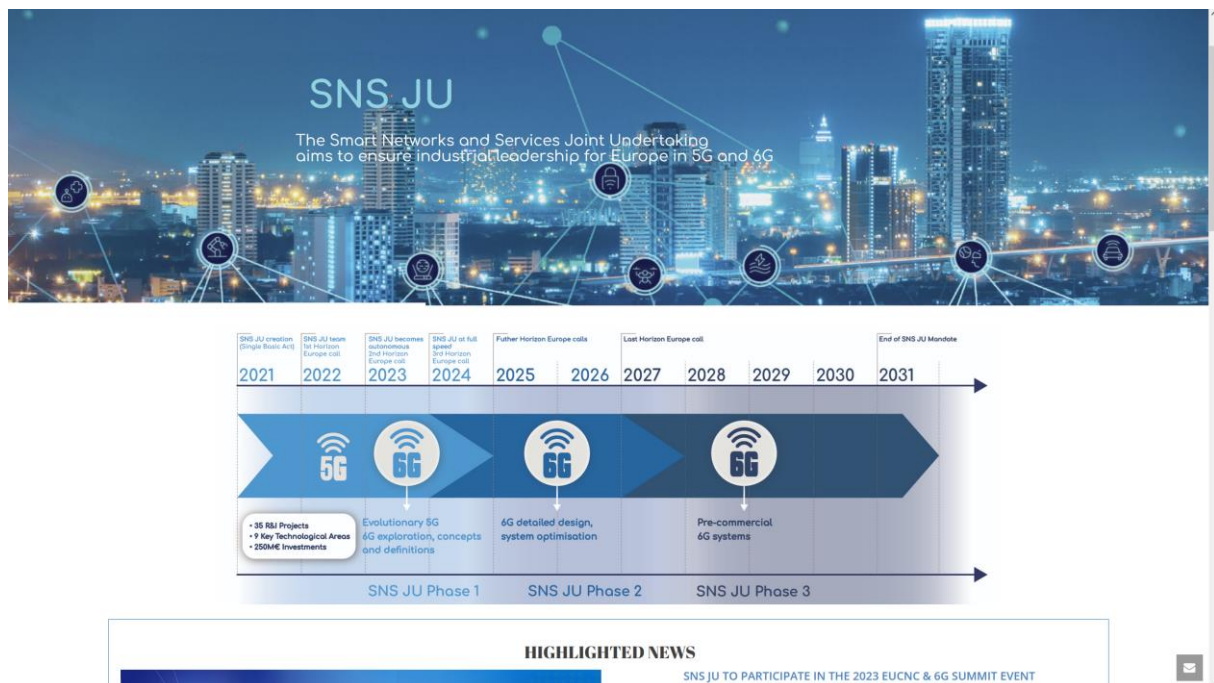 SNS JU
The Smart Networks and Services Joint Undertaking
aims to ensure industrial leadership for Europe in 5G and 6G
SNS JU creation
(Single Basic Act)
2021
SNS JU team
1st Horizon
Europe call
2022
SNS JU becomes
autonomous
2nd Horizon
Europe call
2023
SNS JU at full
speed
3rd Horizon
Europe call
2024
Futher Horizon Europe calls
2025
2026
Last Horizon Europe call
2027
2028
2029
2030
End of SNS JU Mandate
2031
5G
6G
6G
6G
• 35 R&I Projects
• 9 Key Technological Areas
• 250M€ Investments
Evolutionary 5G
6G exploration, concepts
and definitions
6G detailed design,
system optimisation
Pre-commercial
6G systems
SNS JU Phase 1
SNS JU Phase 2
SNS JU Phase 3
HIGHLIGHTED NEWS
SNS JU TO PARTICIPATE IN THE 2023 EUCNC & 6G SUMMIT EVENT